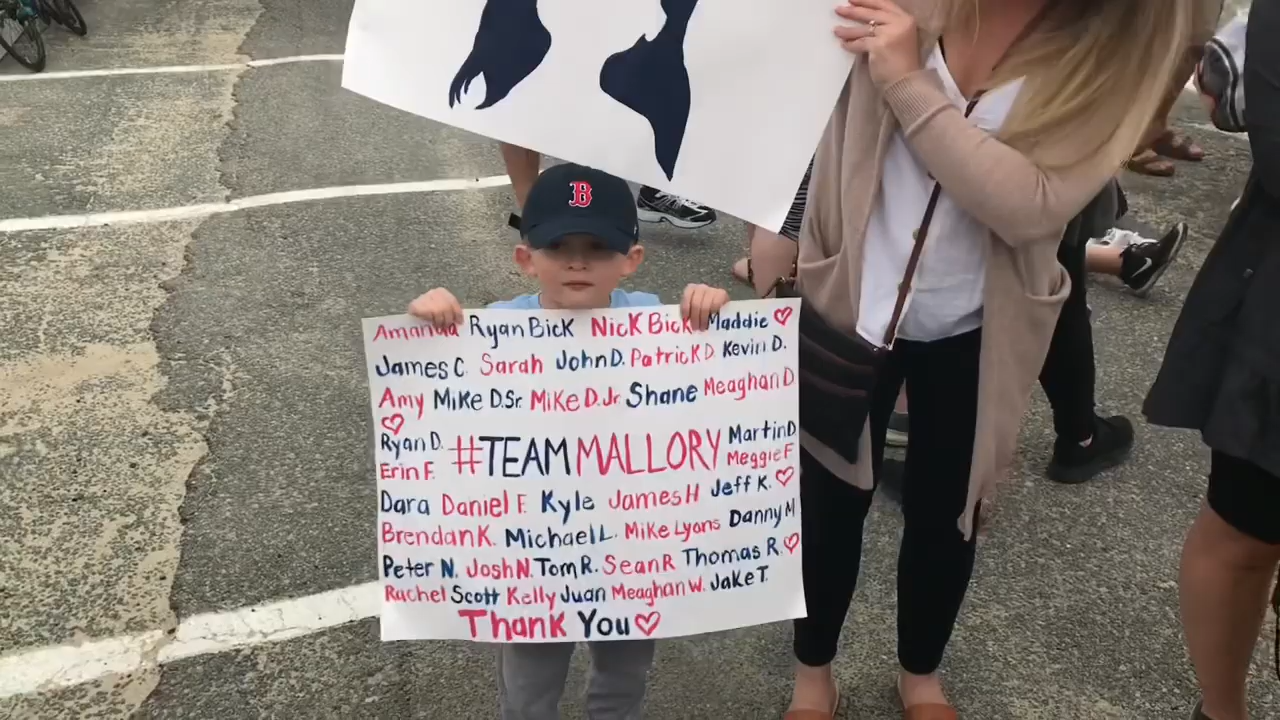 B
Amanda Ryan Bick Nick Bick Maddie
James C. Sarah John D. Patrick D. Kevin D.
Amy Mike D.Sr. Mike D.Jr. Shane Meaghan D.
Ryan D. #TEAMMALLORY Martin D.
Erin F. Meggie F.
Dara Daniel F. Kyle James H Jeff K.
Brendan K. Michael L. Mike Lyons Danny M
Peter N. Josh N. Tom R. Sean R Thomas R.
Rachel Scott Kelly Juan Meaghan W. Jake T.
Thank You